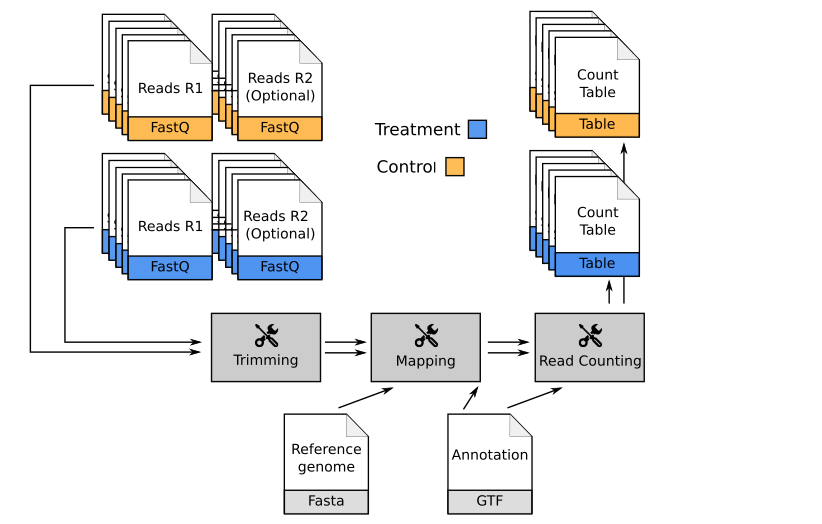 Reads R1
FastQ
Reads R2
(Optional)
FastQ
Count
Table
Table
Treatment
Control
Reads R1
FastQ
Reads R2
(Optional)
FastQ
Count
Table
Table
Trimming
Mapping
Read Counting
Reference
genome
Fasta
Annotation
GTF